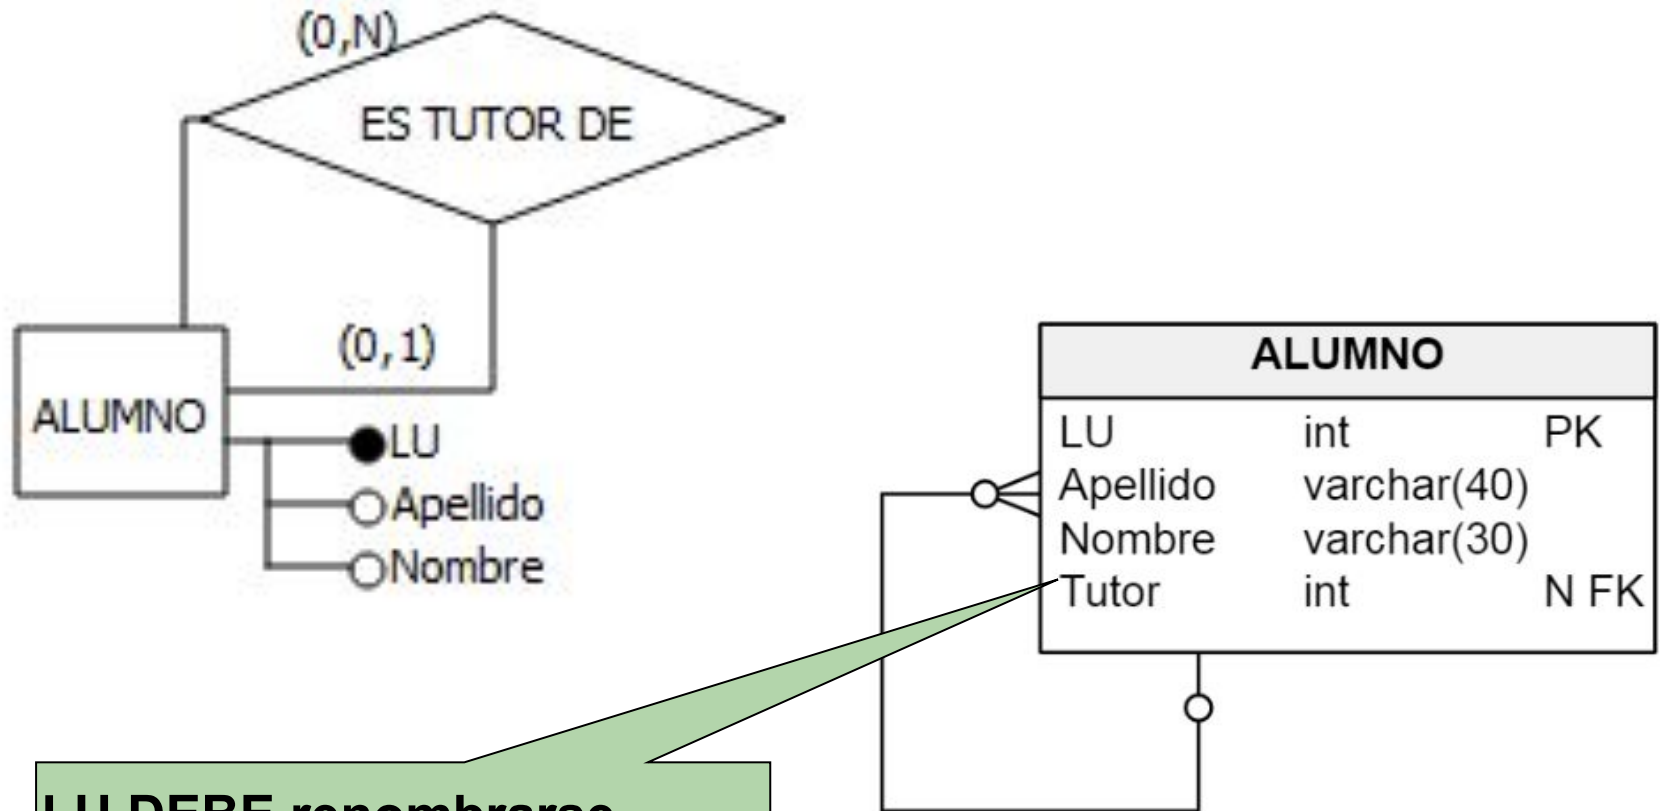 (0,N)
ES TUTOR DE
(0,1)
ALUMNO
LU
Apellido
Nombre
ALUMNO
LU int PK
Apellido varchar(40)
Nombre varchar(30)
Tutor int N FK
LU DEBE renombrarse